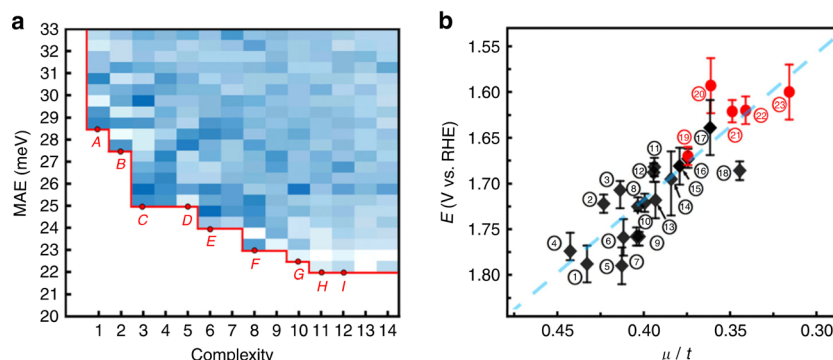 a
33
32
31
30
29
28
27
26
25
24
23
22
21
20
MAE (meV)
A
B
C
D
E
F
G
H
I
1 2 3 4 5 6 7 8 9 10 11 12 13 14
Complexity
b
1.55
1.60
1.65
1.70
1.75
1.80
E (V vs. RHE)
20
23
22
21
19
17
11
12
16
18
3
8
15
2
14
10
13
6
9
4
1
5
7
0.45 0.40 0.35 0.30
μ / t